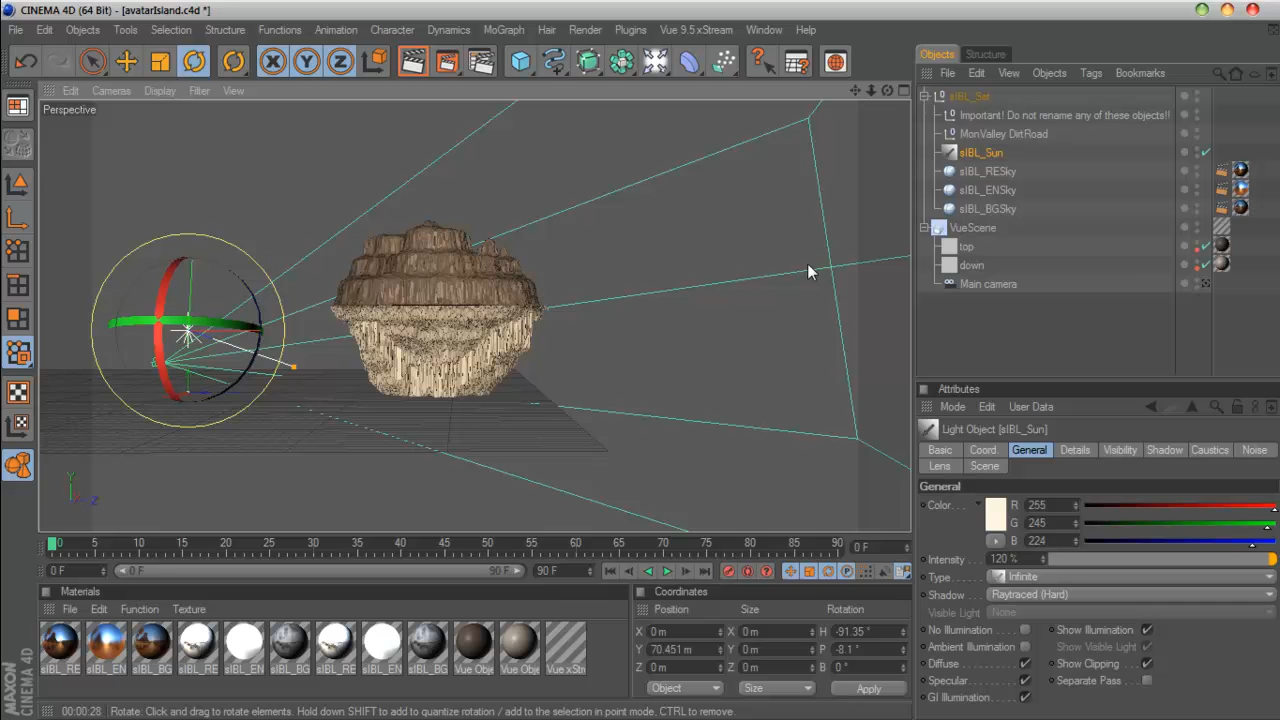 CINEMA 4D (64 Bit) - [avatarIsland.c4d *]
File Edit Objects Tools Selection Structure Functions Animation Character Dynamics MoGraph Hair Render Plugins Vue 9.5 xStream Window Help
X Y Z
Edit Cameras Display Filter View
Perspective
Y
X Z
0 5 10 15 20 25 30 35 40 45 50 55 60 65 70 75 80 85 90 0 F
0 F 0 F 90 F 90 F
Materials
File Edit Function Texture
sIBL_RE sIBL_EN sIBL_BG sIBL_RE sIBL_EN sIBL_BG sIBL_RE sIBL_EN sIBL_BG Vue Obje Vue Obje Vue xStr
Coordinates
Position Size Rotation
X 0 m X 0 m H -91.35 °
Y 70.451 m Y 0 m P -8.1 °
Z 0 m Z 0 m B 0 °
Object Size Apply
MAXON
CINEMA 4D
00:00:28 Rotate: Click and drag to rotate elements. Hold down SHIFT to add to quantize rotation / add to the selection in point mode, CTRL to remove.
Objects Structure
File Edit View Objects Tags Bookmarks
sIBL_Set
Important! Do not rename any of these objects!!
MonValley DirtRoad
sIBL_Sun
sIBL_RESky
sIBL_ENSky
sIBL_BGSky
VueScene
top
down
Main camera
Attributes
Mode Edit User Data
Light Object [sIBL_Sun]
Basic Coord. General Details Visibility Shadow Caustics Noise
Lens Scene
General
Color. . . R 255
G 245
B 224
Intensity 120 %
Type . . . Infinite
Shadow . Raytraced (Hard)
Visible Light None
No Illumination Show Illumination
Ambient Illumination Show Visible Light
Diffuse . . . . Show Clipping
Specular. . . . Separate Pass
GI Illumination